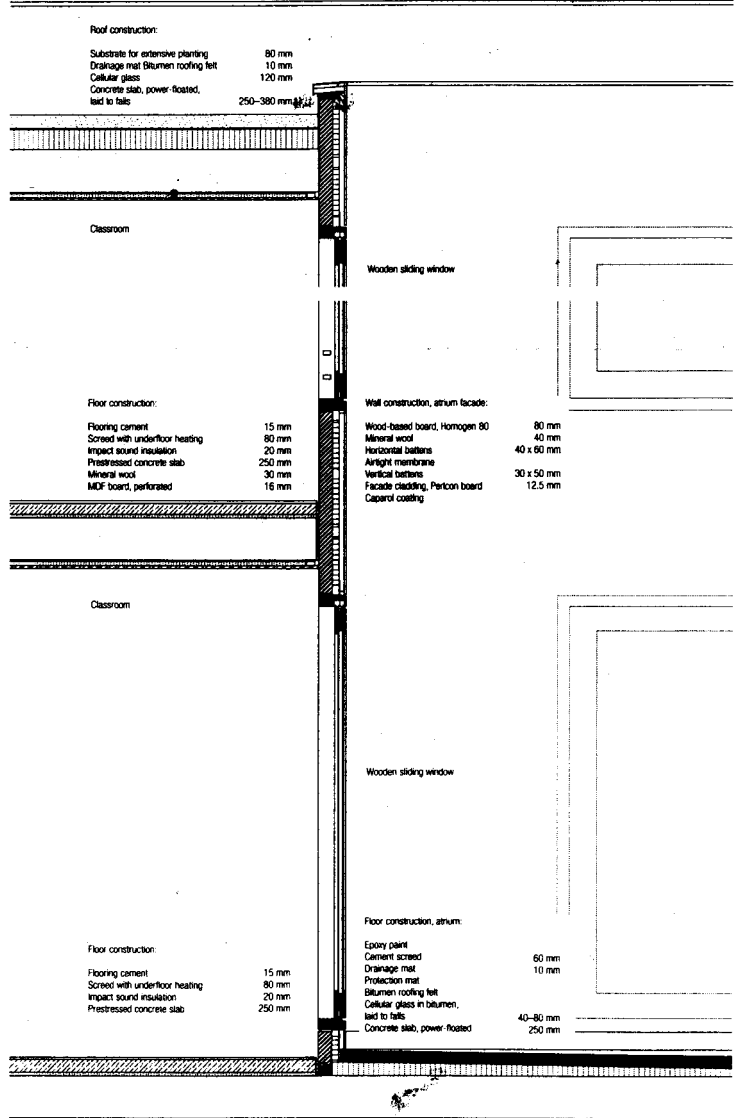 Roof construction:
Substrate for extensive planting 80 mm
Drainage mat Bitumen roofing felt 10 mm
Cellular glass 120 mm
Concrete slab, power-floated,
laid to falls 250–380 mm
Classroom
Wooden sliding window
Floor construction:
Flooring cement 15 mm
Screed with underfloor heating 80 mm
Impact sound insulation 20 mm
Prestressed concrete slab 250 mm
Mineral wool 30 mm
MDF board, perforated 16 mm
Wall construction, atrium facade:
Wood-based board, Homogen 80 80 mm
Mineral wool 40 mm
Horizontal battens 40 x 60 mm
Airtight membrane
Vertical battens 30 x 50 mm
Facade cladding, Pericon board 12.5 mm
Caparol coating
Classroom
Wooden sliding window
Floor construction:
Flooring cement 15 mm
Screed with underfloor heating 80 mm
Impact sound insulation 20 mm
Prestressed concrete slab 250 mm
Floor construction, atrium:
Epoxy paint
Cement screed 60 mm
Drainage mat 10 mm
Protection mat
Bitumen roofing felt
Cellular glass in bitumen,
laid to falls 40–80 mm
Concrete slab, power-floated 250 mm